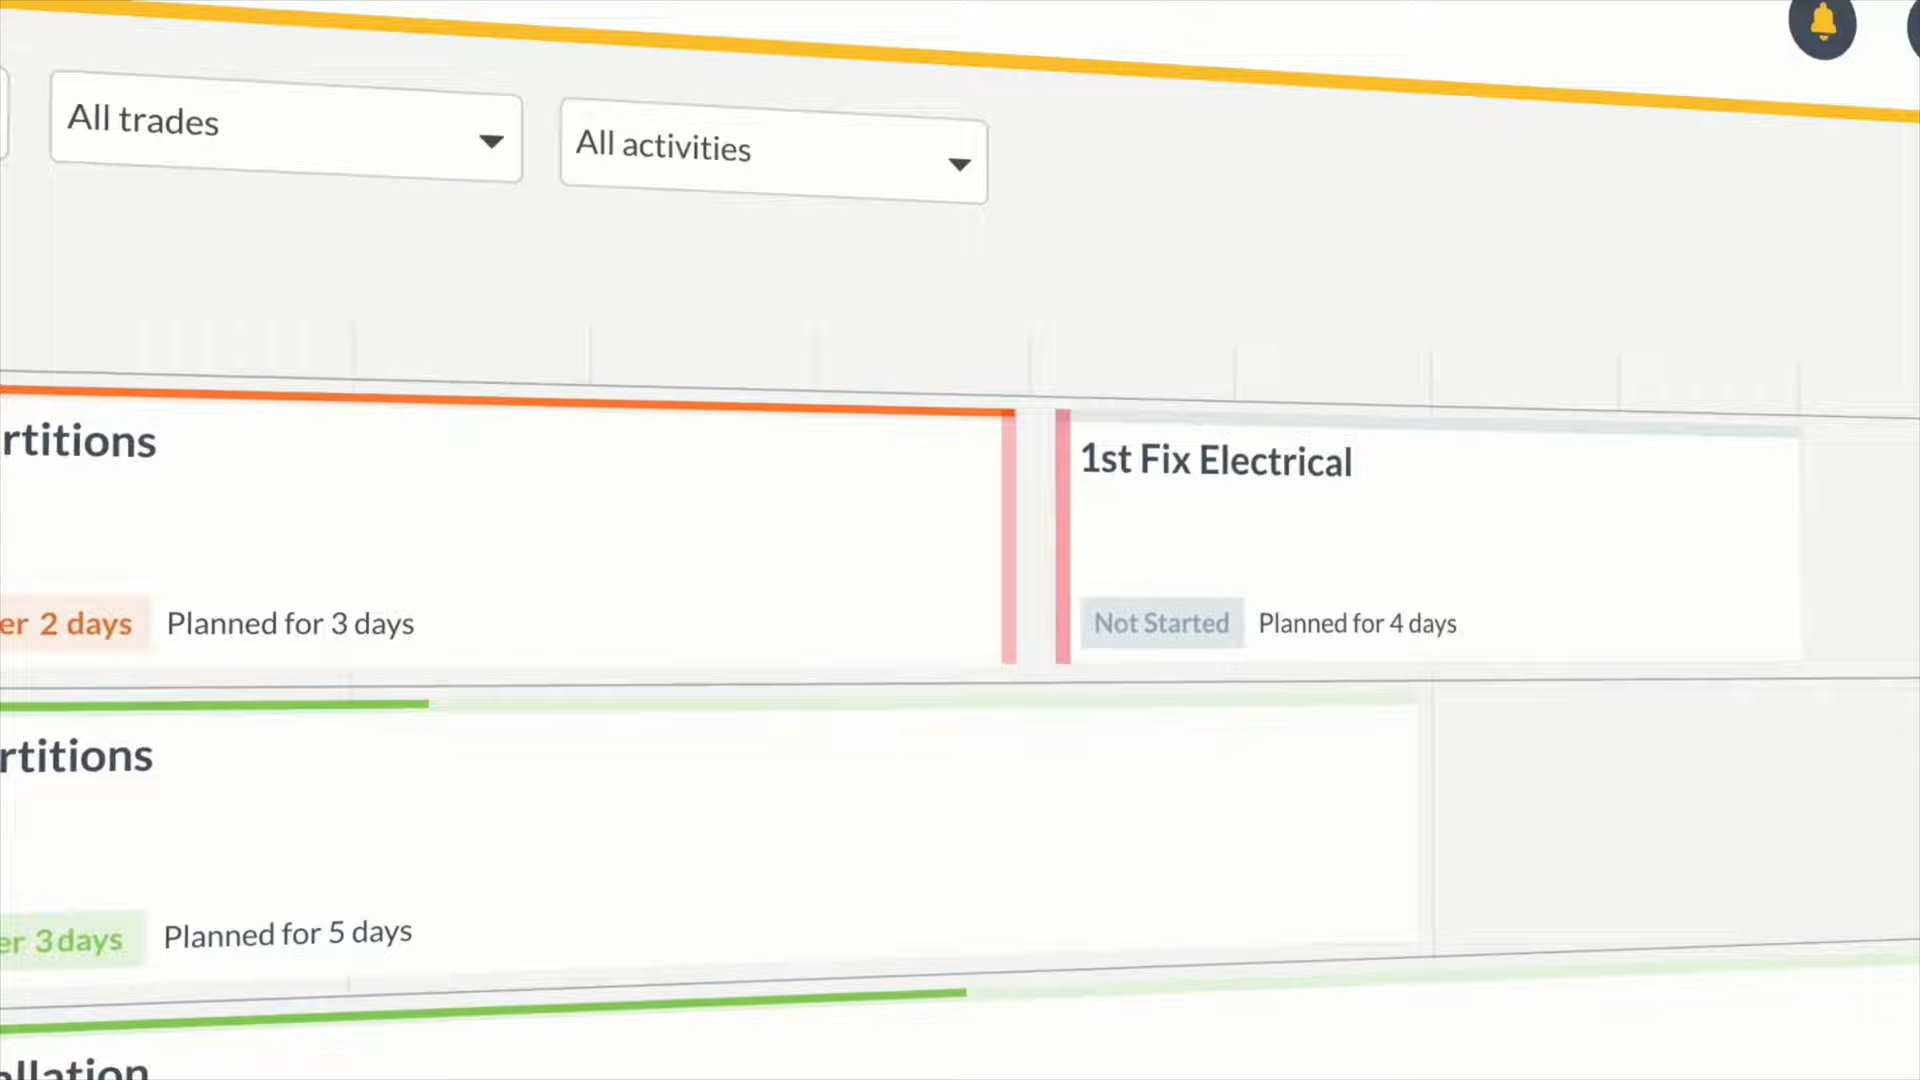 All trades
All activities
rtitions
1st Fix Electrical
er 2 days Planned for 3 days
Not Started Planned for 4 days
rtitions
er 3 days Planned for 5 days
ellation